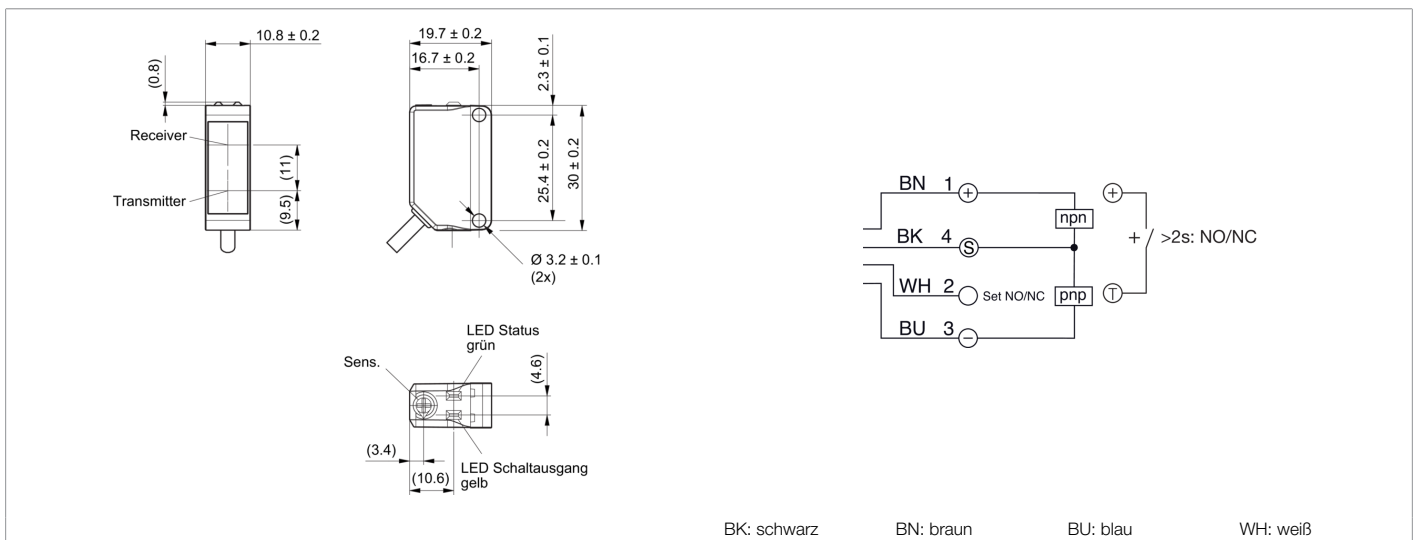 10.8 ± 0.2
(0.8)
Receiver
Transmitter
(11)
(9.5)
19.7 ± 0.2
16.7 ± 0.2
2.3 ± 0.1
25.4 ± 0.2
30 ± 0.2
Ø 3.2 ± 0.1
(2x)
LED Status
grün
Sens.
(4.6)
(3.4)
(10.6)
LED Schaltausgang
gelb
BN 1 +
npn
BK 4 S
WH 2 Set NO/NC
pnp
BU 3 −
+
+ >2s: NO/NC
T
BK: schwarz BN: braun BU: blau WH: weiß